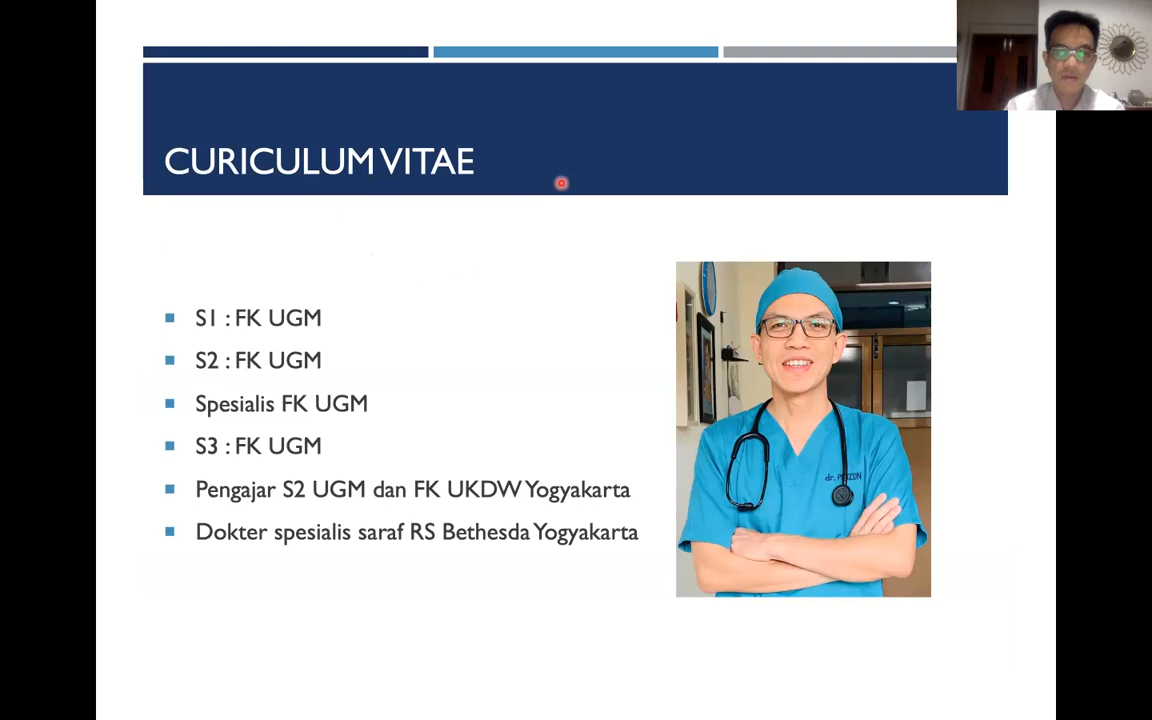 CURICULUM VITAE
S1 : FK UGM
S2 : FK UGM
Spesialis FK UGM
S3 : FK UGM
Pengajar S2 UGM dan FK UKDW Yogyakarta
Dokter spesialis saraf RS Bethesda Yogyakarta
dr.